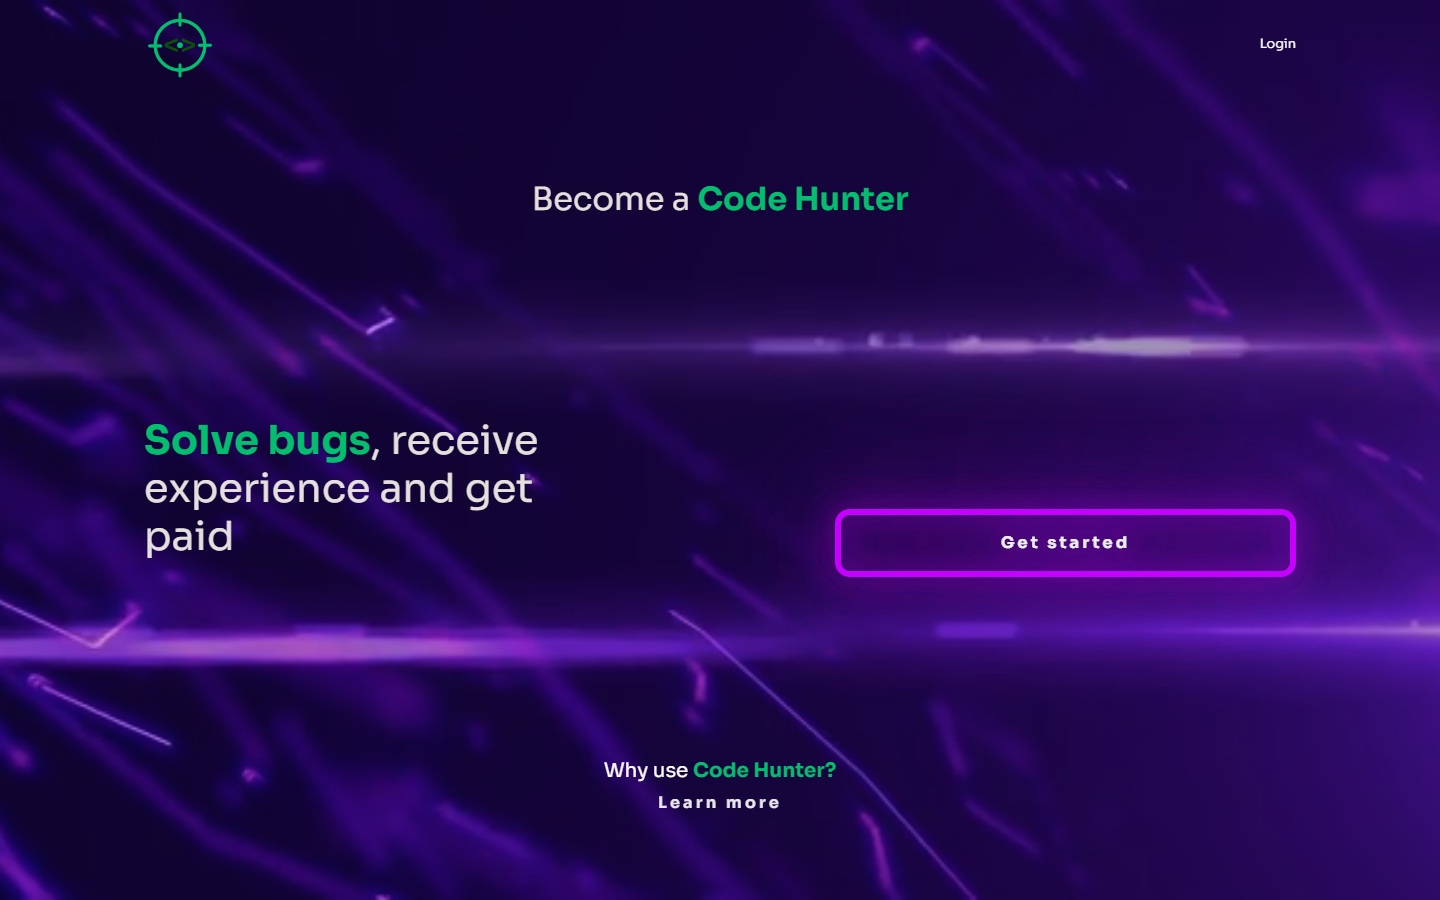 Login
Become a Code Hunter
Solve bugs, receive
experience and get
paid
Get started
Why use Code Hunter?
Learn more